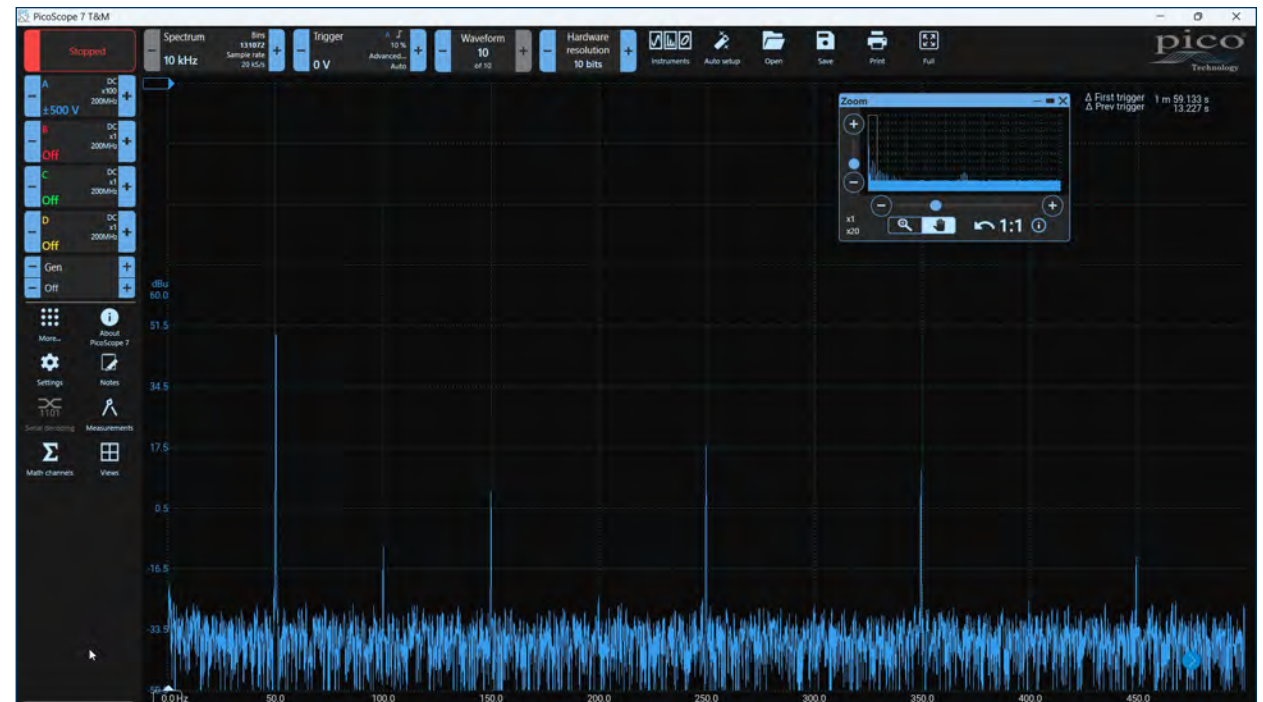 PicoScope 7 T&M
Stopped
Spectrum
10 kHz
Bins
131072
Sample rate
20 kS/s
Trigger
0 V
A
10 %
Advanced...
Auto
Waveform
10
of 10
Hardware
resolution
10 bits
Instruments
Auto setup
Open
Save
Print
Full
pico
Technology
A
±500 V
DC
x100
200MHz
B
Off
DC
x1
200MHz
C
Off
DC
x1
200MHz
D
Off
DC
x1
200MHz
Gen
Off
More...
About
PicoScope 7
Settings
Notes
1101
Serial decoding
Measurements
Math channels
Views
Zoom
x1
x20
1:1
Δ First trigger 1 m 59.133 s
Δ Prev trigger 13.227 s
dBu
60.0
51.5
34.5
17.5
0.5
-16.5
-33.5
0.0 Hz
50.0
100.0
150.0
200.0
250.0
300.0
350.0
400.0
450.0